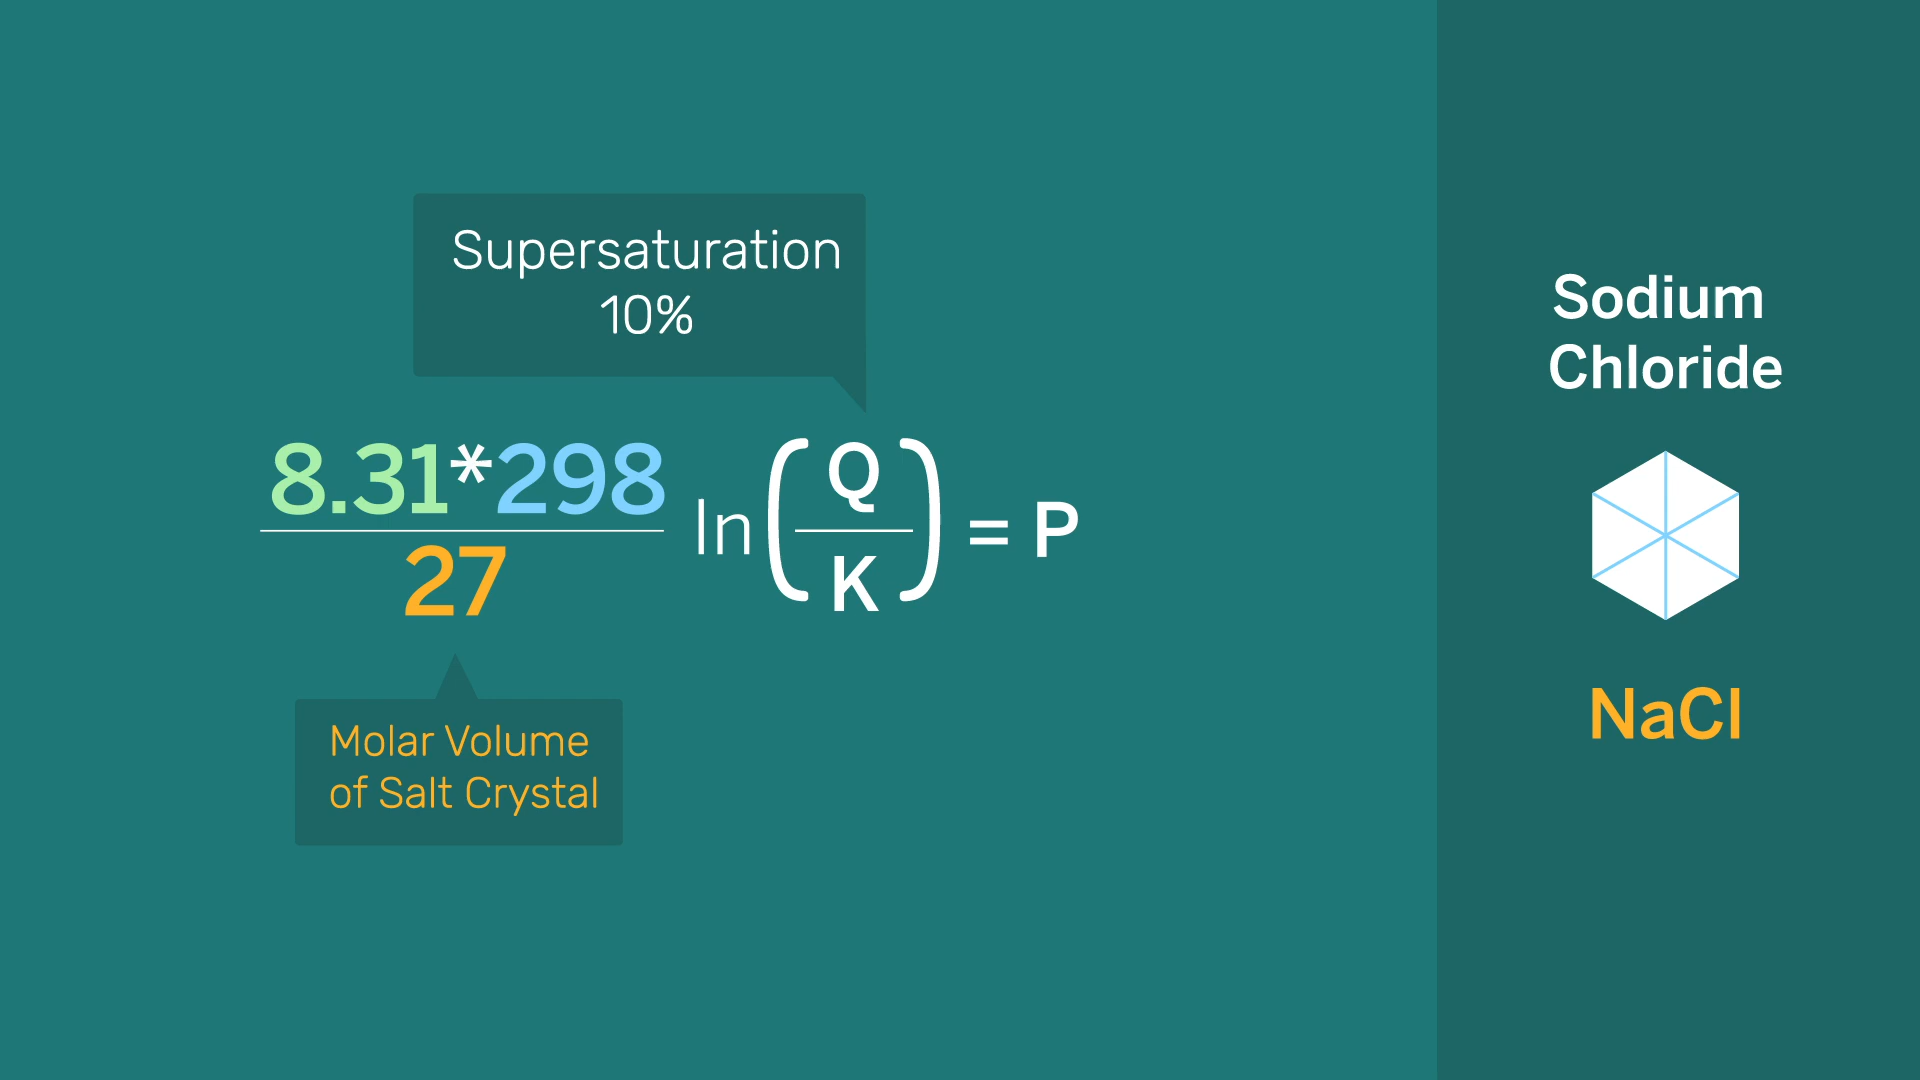 Supersaturation
10%
8.31*298
27
ln(Q/K) = P
Molar Volume
of Salt Crystal
Sodium
Chloride
NaCl